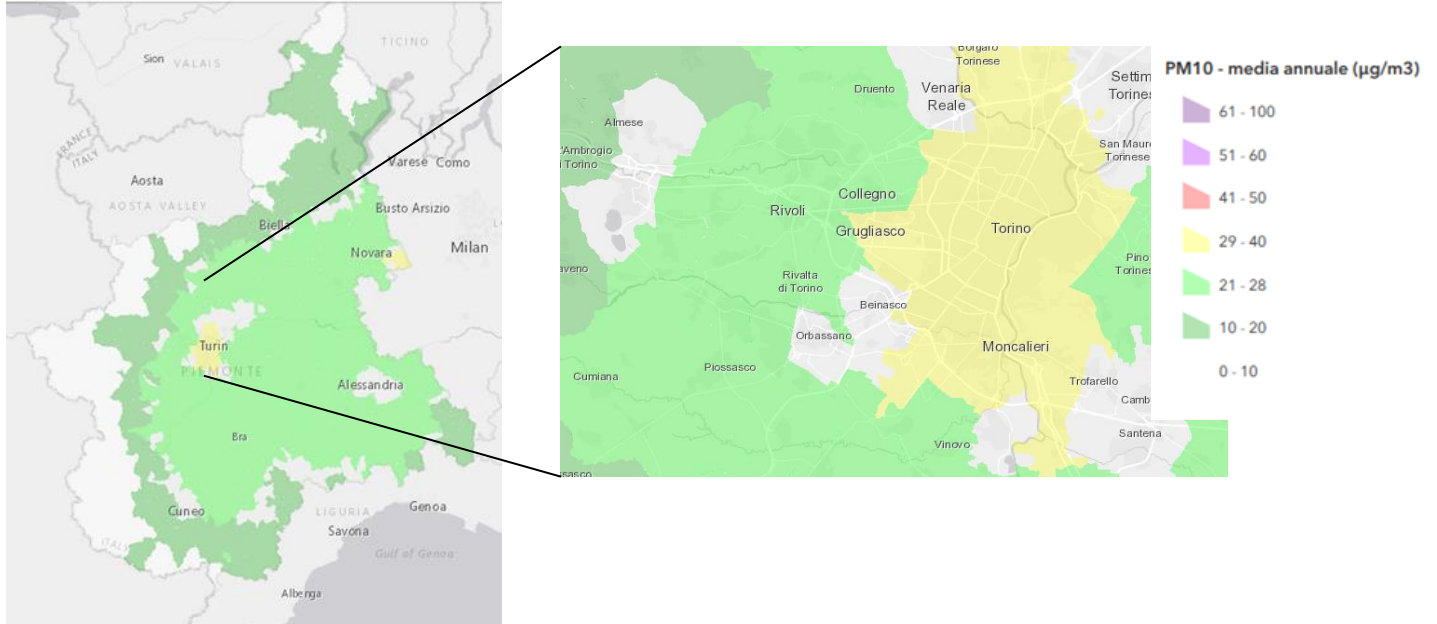 TICINO
Sion
VALAIS
FRANCE
ITALY
Varese
Como
Aosta
AOSTA VALLEY
Busto Arsizio
Biella
Milan
Novara
Turin
PIEMONTE
Alessandria
Bra
Cuneo
LIGURIA
Genoa
Savona
ITALY
Gulf of Genoa
Albenga
Borgaro
Torinese
Settim
Torines
Druento
Venaria
Reale
Almese
'Ambrogio
i Torino
San Mauro
Torinese
Collegno
Rivoli
Grugliasco
Torino
Pino
Torines
aveno
Rivalta
di Torino
Beinasco
Orbassano
Moncalieri
Piossasco
Cumiana
Trofarello
Camb
Santena
Vinovo
ssasco
PM10 - media annuale (µg/m3)
61 - 100
51 - 60
41 - 50
29 - 40
21 - 28
10 - 20
0 - 10